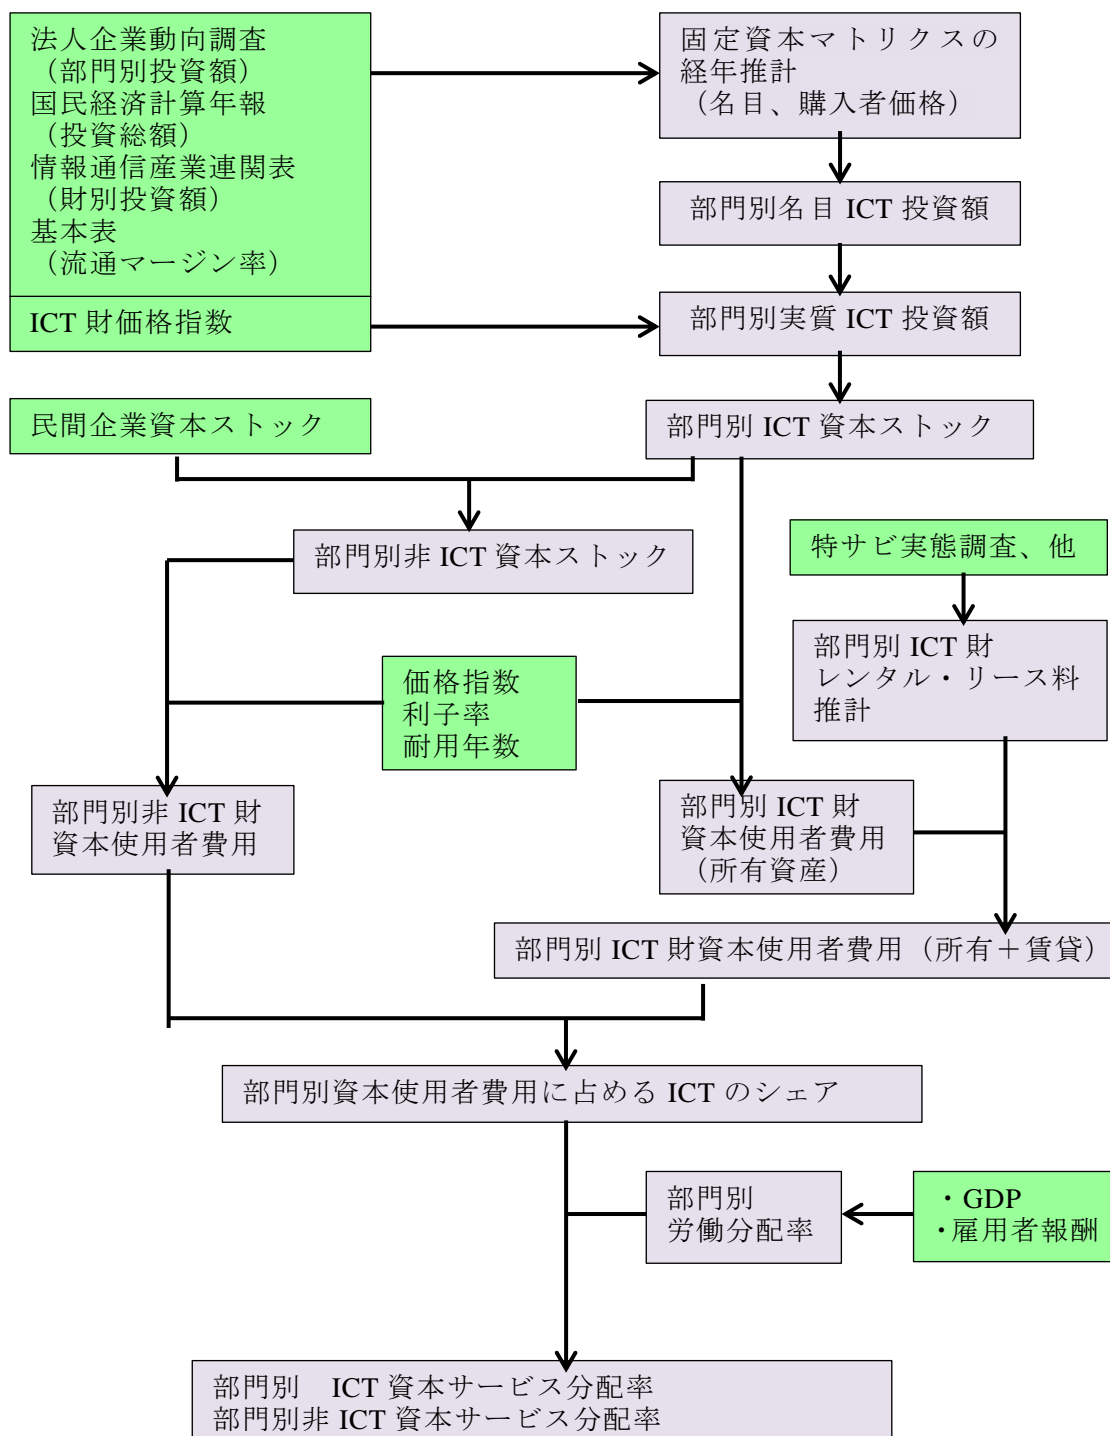 法人企業動向調査
（部門別投資額）
国民経済計算年報
（投資総額）
情報通信産業連関表
（財別投資額）
基本表
（流通マージン率）
ICT 財価格指数
固定資本マトリクスの
経年推計
（名目、購入者価格）
部門別名目 ICT 投資額
部門別実質 ICT 投資額
民間企業資本ストック
部門別 ICT 資本ストック
部門別非 ICT 資本ストック
特サビ実態調査、他
部門別 ICT 財
レンタル・リース料
推計
価格指数
利子率
耐用年数
部門別非 ICT 財
資本使用者費用
部門別 ICT 財
資本使用者費用
（所有資産）
部門別 ICT 財資本使用者費用（所有＋賃貸）
部門別資本使用者費用に占める ICT のシェア
部門別
労働分配率
・GDP
・雇用者報酬
部門別　ICT 資本サービス分配率
部門別非 ICT 資本サービス分配率